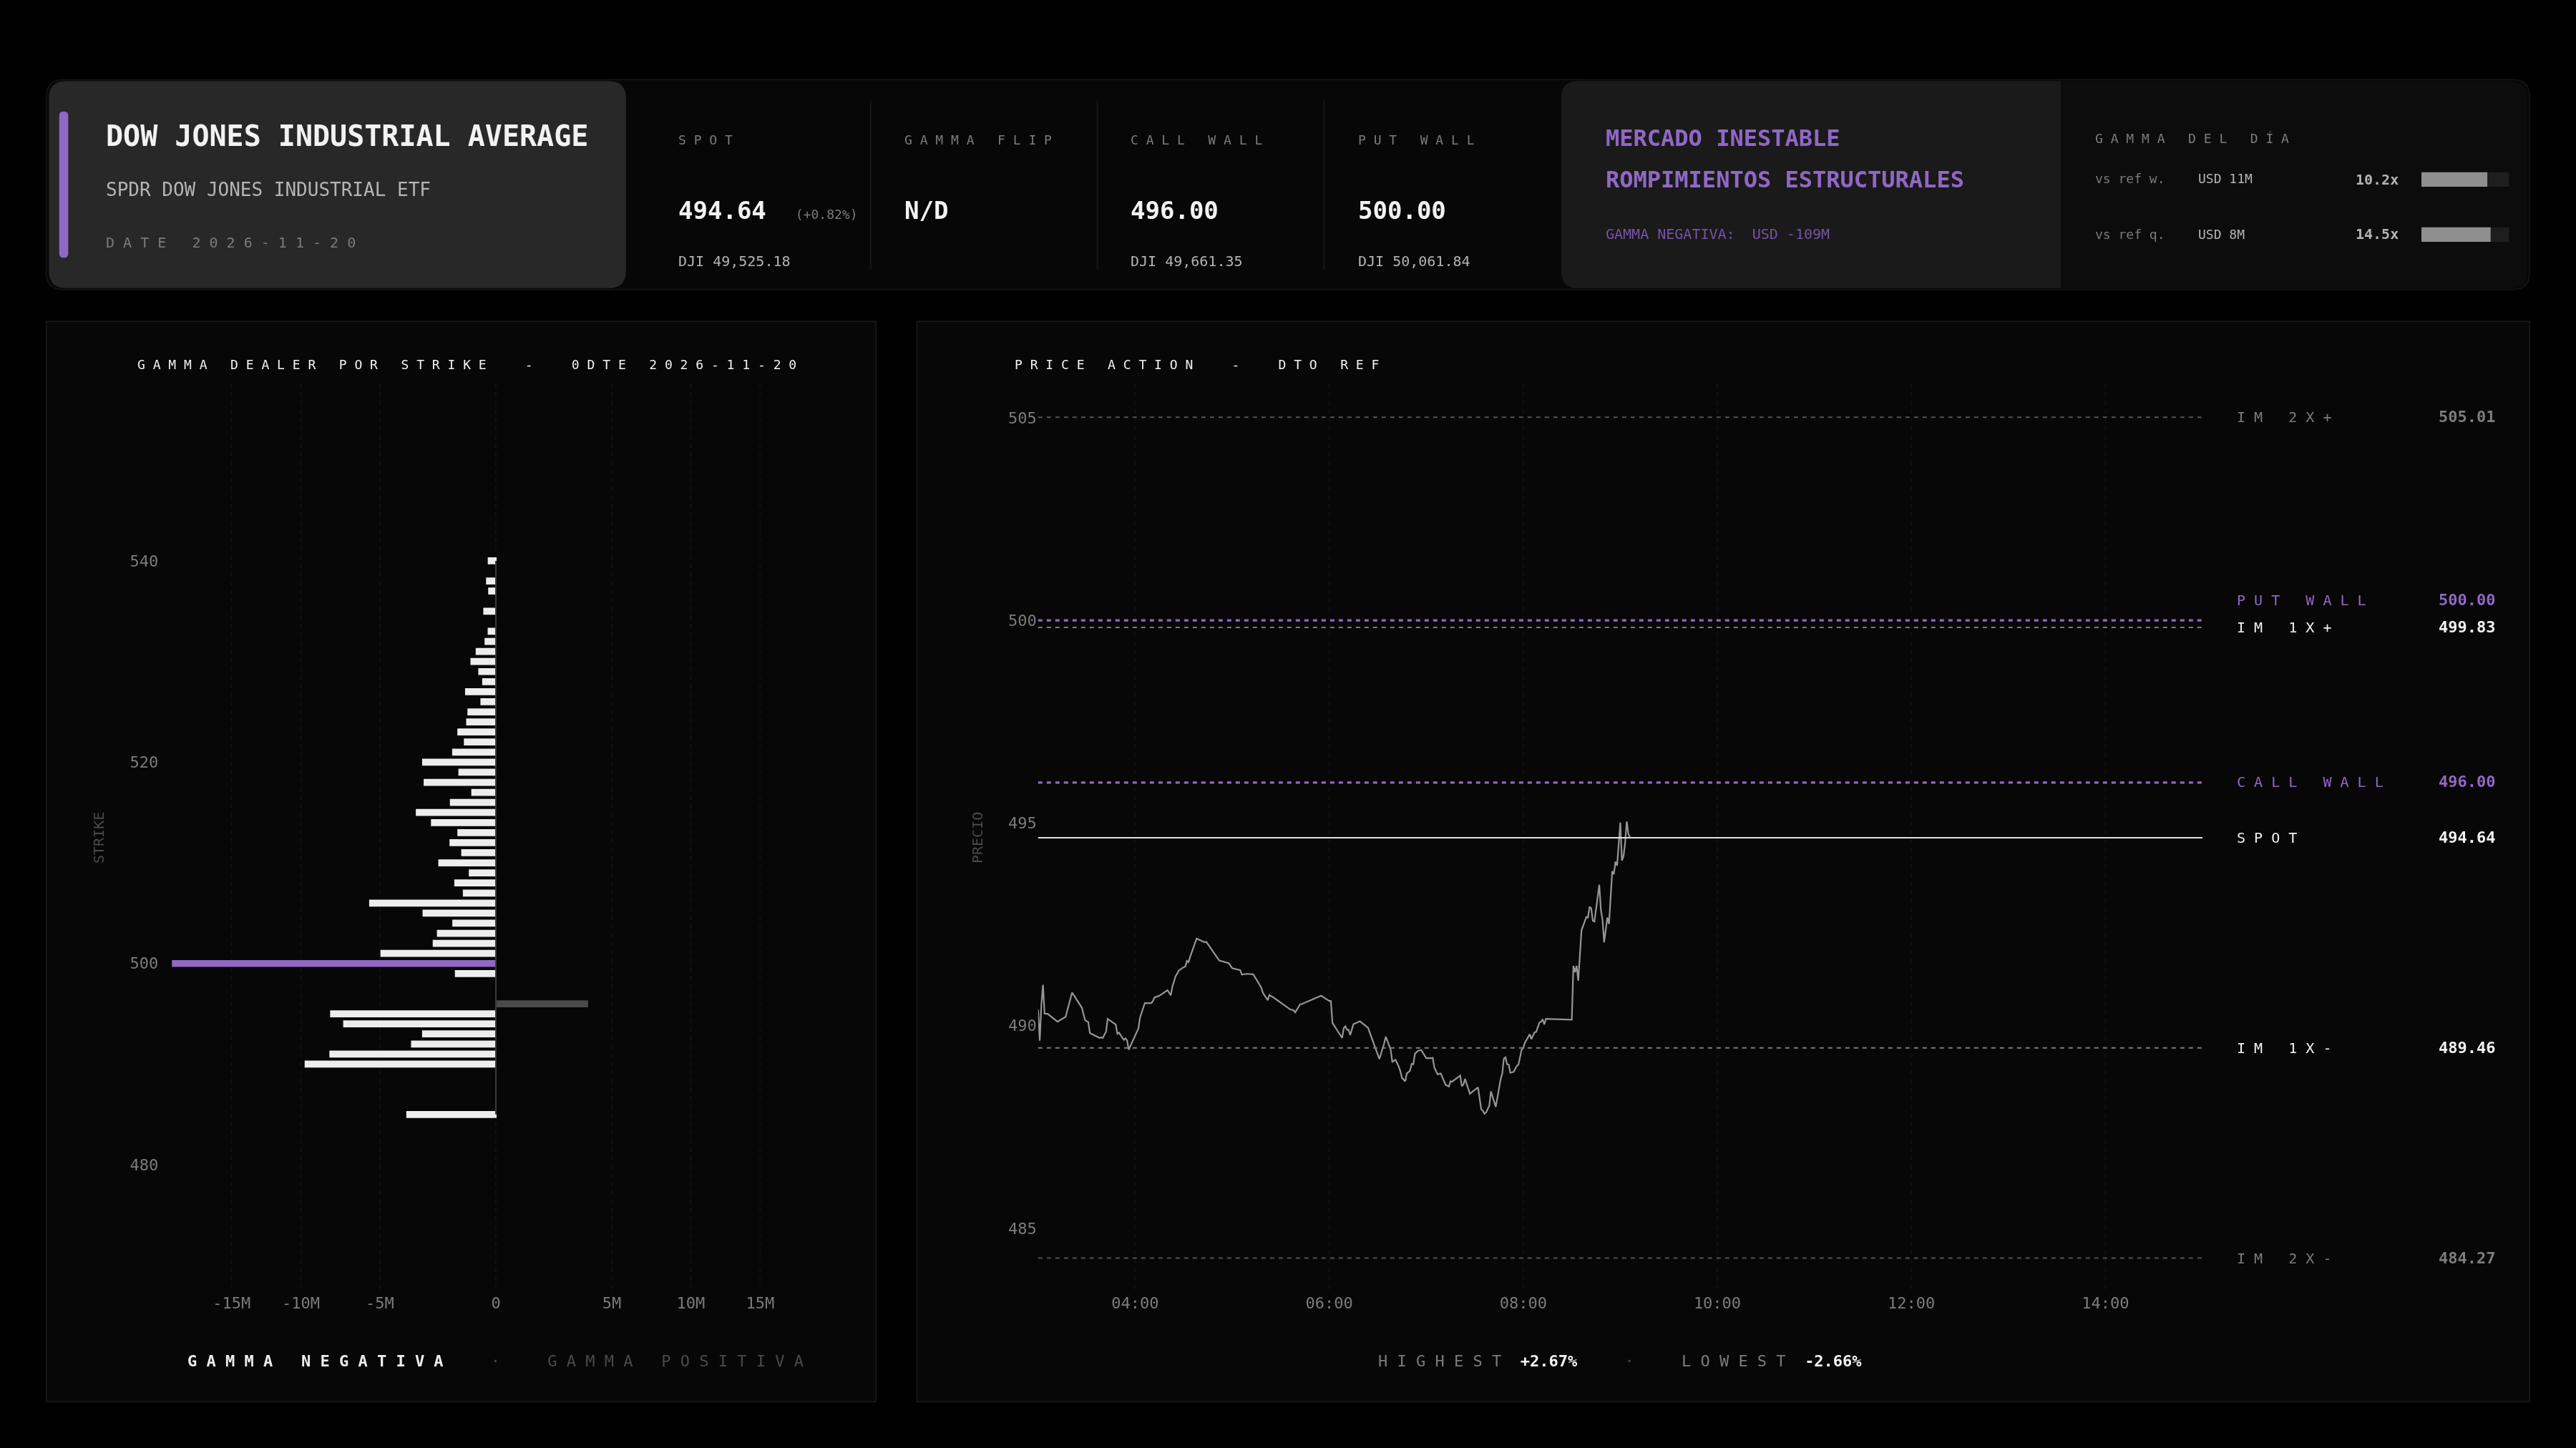 DOW JONES INDUSTRIAL AVERAGE
SPDR DOW JONES INDUSTRIAL ETF
DATE 2026-11-20
SPOT
494.64 (+0.82%)
DJI 49,525.18
GAMMA FLIP
N/D
CALL WALL
496.00
DJI 49,661.35
PUT WALL
500.00
DJI 50,061.84
MERCADO INESTABLE
ROMPIMIENTOS ESTRUCTURALES
GAMMA NEGATIVA: USD -109M
GAMMA DEL DÍA
vs ref w. USD 11M 10.2x
vs ref q. USD 8M 14.5x
GAMMA DEALER POR STRIKE - 0DTE 2026-11-20
STRIKE
540
520
500
480
-15M -10M -5M 0 5M 10M 15M
GAMMA NEGATIVA · GAMMA POSITIVA
PRICE ACTION - DTO REF
PRECIO
505
500
495
490
485
IM 2X+ 505.01
PUT WALL 500.00
IM 1X+ 499.83
CALL WALL 496.00
SPOT 494.64
IM 1X- 489.46
IM 2X- 484.27
04:00 06:00 08:00 10:00 12:00 14:00
HIGHEST +2.67% · LOWEST -2.66%